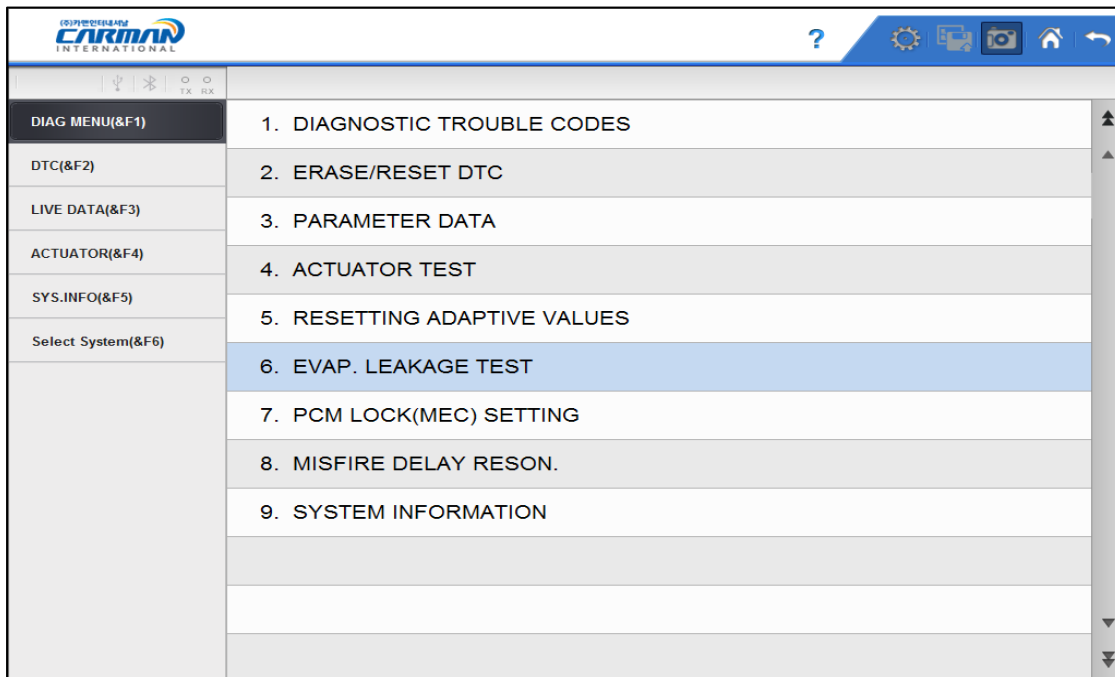 (주)카맨인터내셔날
CARMAN
INTERNATIONAL
?
TX RX
DIAG MENU(&F1)
DTC(&F2)
LIVE DATA(&F3)
ACTUATOR(&F4)
SYS.INFO(&F5)
Select System(&F6)
1. DIAGNOSTIC TROUBLE CODES
2. ERASE/RESET DTC
3. PARAMETER DATA
4. ACTUATOR TEST
5. RESETTING ADAPTIVE VALUES
6. EVAP. LEAKAGE TEST
7. PCM LOCK(MEC) SETTING
8. MISFIRE DELAY RESON.
9. SYSTEM INFORMATION